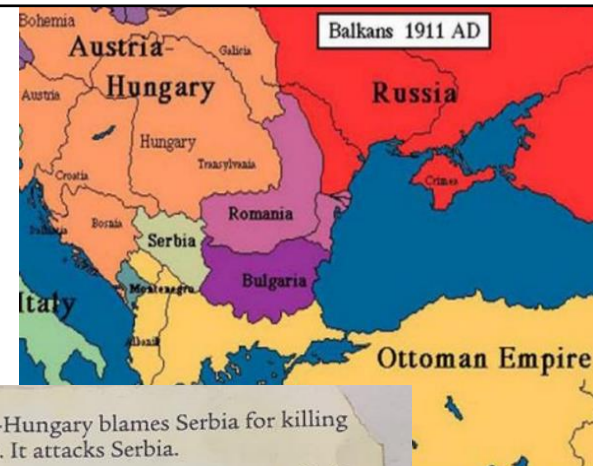 Bohemia
Balkans 1911 AD
Austria-
Hungary
Galicia
Austria
Russia
Hungary
Transylvania
Croatia
Crimea
Bosnia
Romania
Serbia
Bulgaria
Italy
Montenegro
Albania
Ottoman Empire
-Hungary blames Serbia for killing
. It attacks Serbia.